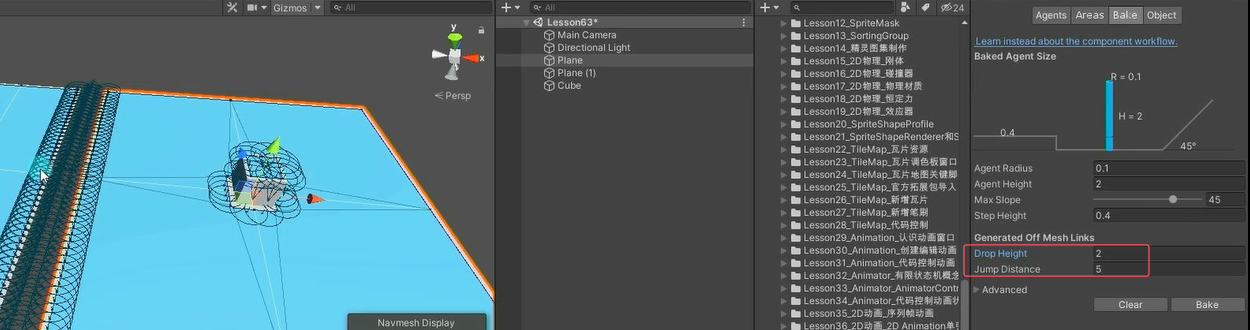 Gizmos
All
y
x
Persp
Navmesh Display
All
Lesson63*
Main Camera
Directional Light
Plane
Plane (1)
Cube
24
Lesson12_SpriteMask
Lesson13_SortingGroup
Lesson14_精灵图集制作
Lesson15_2D物理_刚体
Lesson16_2D物理_碰撞器
Lesson17_2D物理_物理材质
Lesson18_2D物理_恒定力
Lesson19_2D物理_效应器
Lesson20_SpriteShapeProfile
Lesson21_SpriteShapeRenderer和S
Lesson22_TileMap_瓦片资源
Lesson23_TileMap_瓦片调色板窗口
Lesson24_TileMap_瓦片地图关键脚
Lesson25_TileMap_官方拓展包导入
Lesson26_TileMap_新增瓦片
Lesson27_TileMap_新增笔刷
Lesson28_TileMap_代码控制
Lesson29_Animation_认识动画窗口
Lesson30_Animation_创建编辑动画
Lesson31_Animation_代码控制动画
Lesson32_Animator_有限状态机概念
Lesson33_Animator_AnimatorContr
Lesson34_Animator_代码控制动画状
Lesson35_2D动画_序列帧动画
Lesson36_2D动画_2D Animation单
Agents Areas Bake Object
Learn instead about the component workflow.
Baked Agent Size
R = 0.1
H = 2
0.4
45°
Agent Radius 0.1
Agent Height 2
Max Slope 45
Step Height 0.4
Generated Off Mesh Links
Drop Height 2
Jump Distance 5
Advanced
Clear Bake